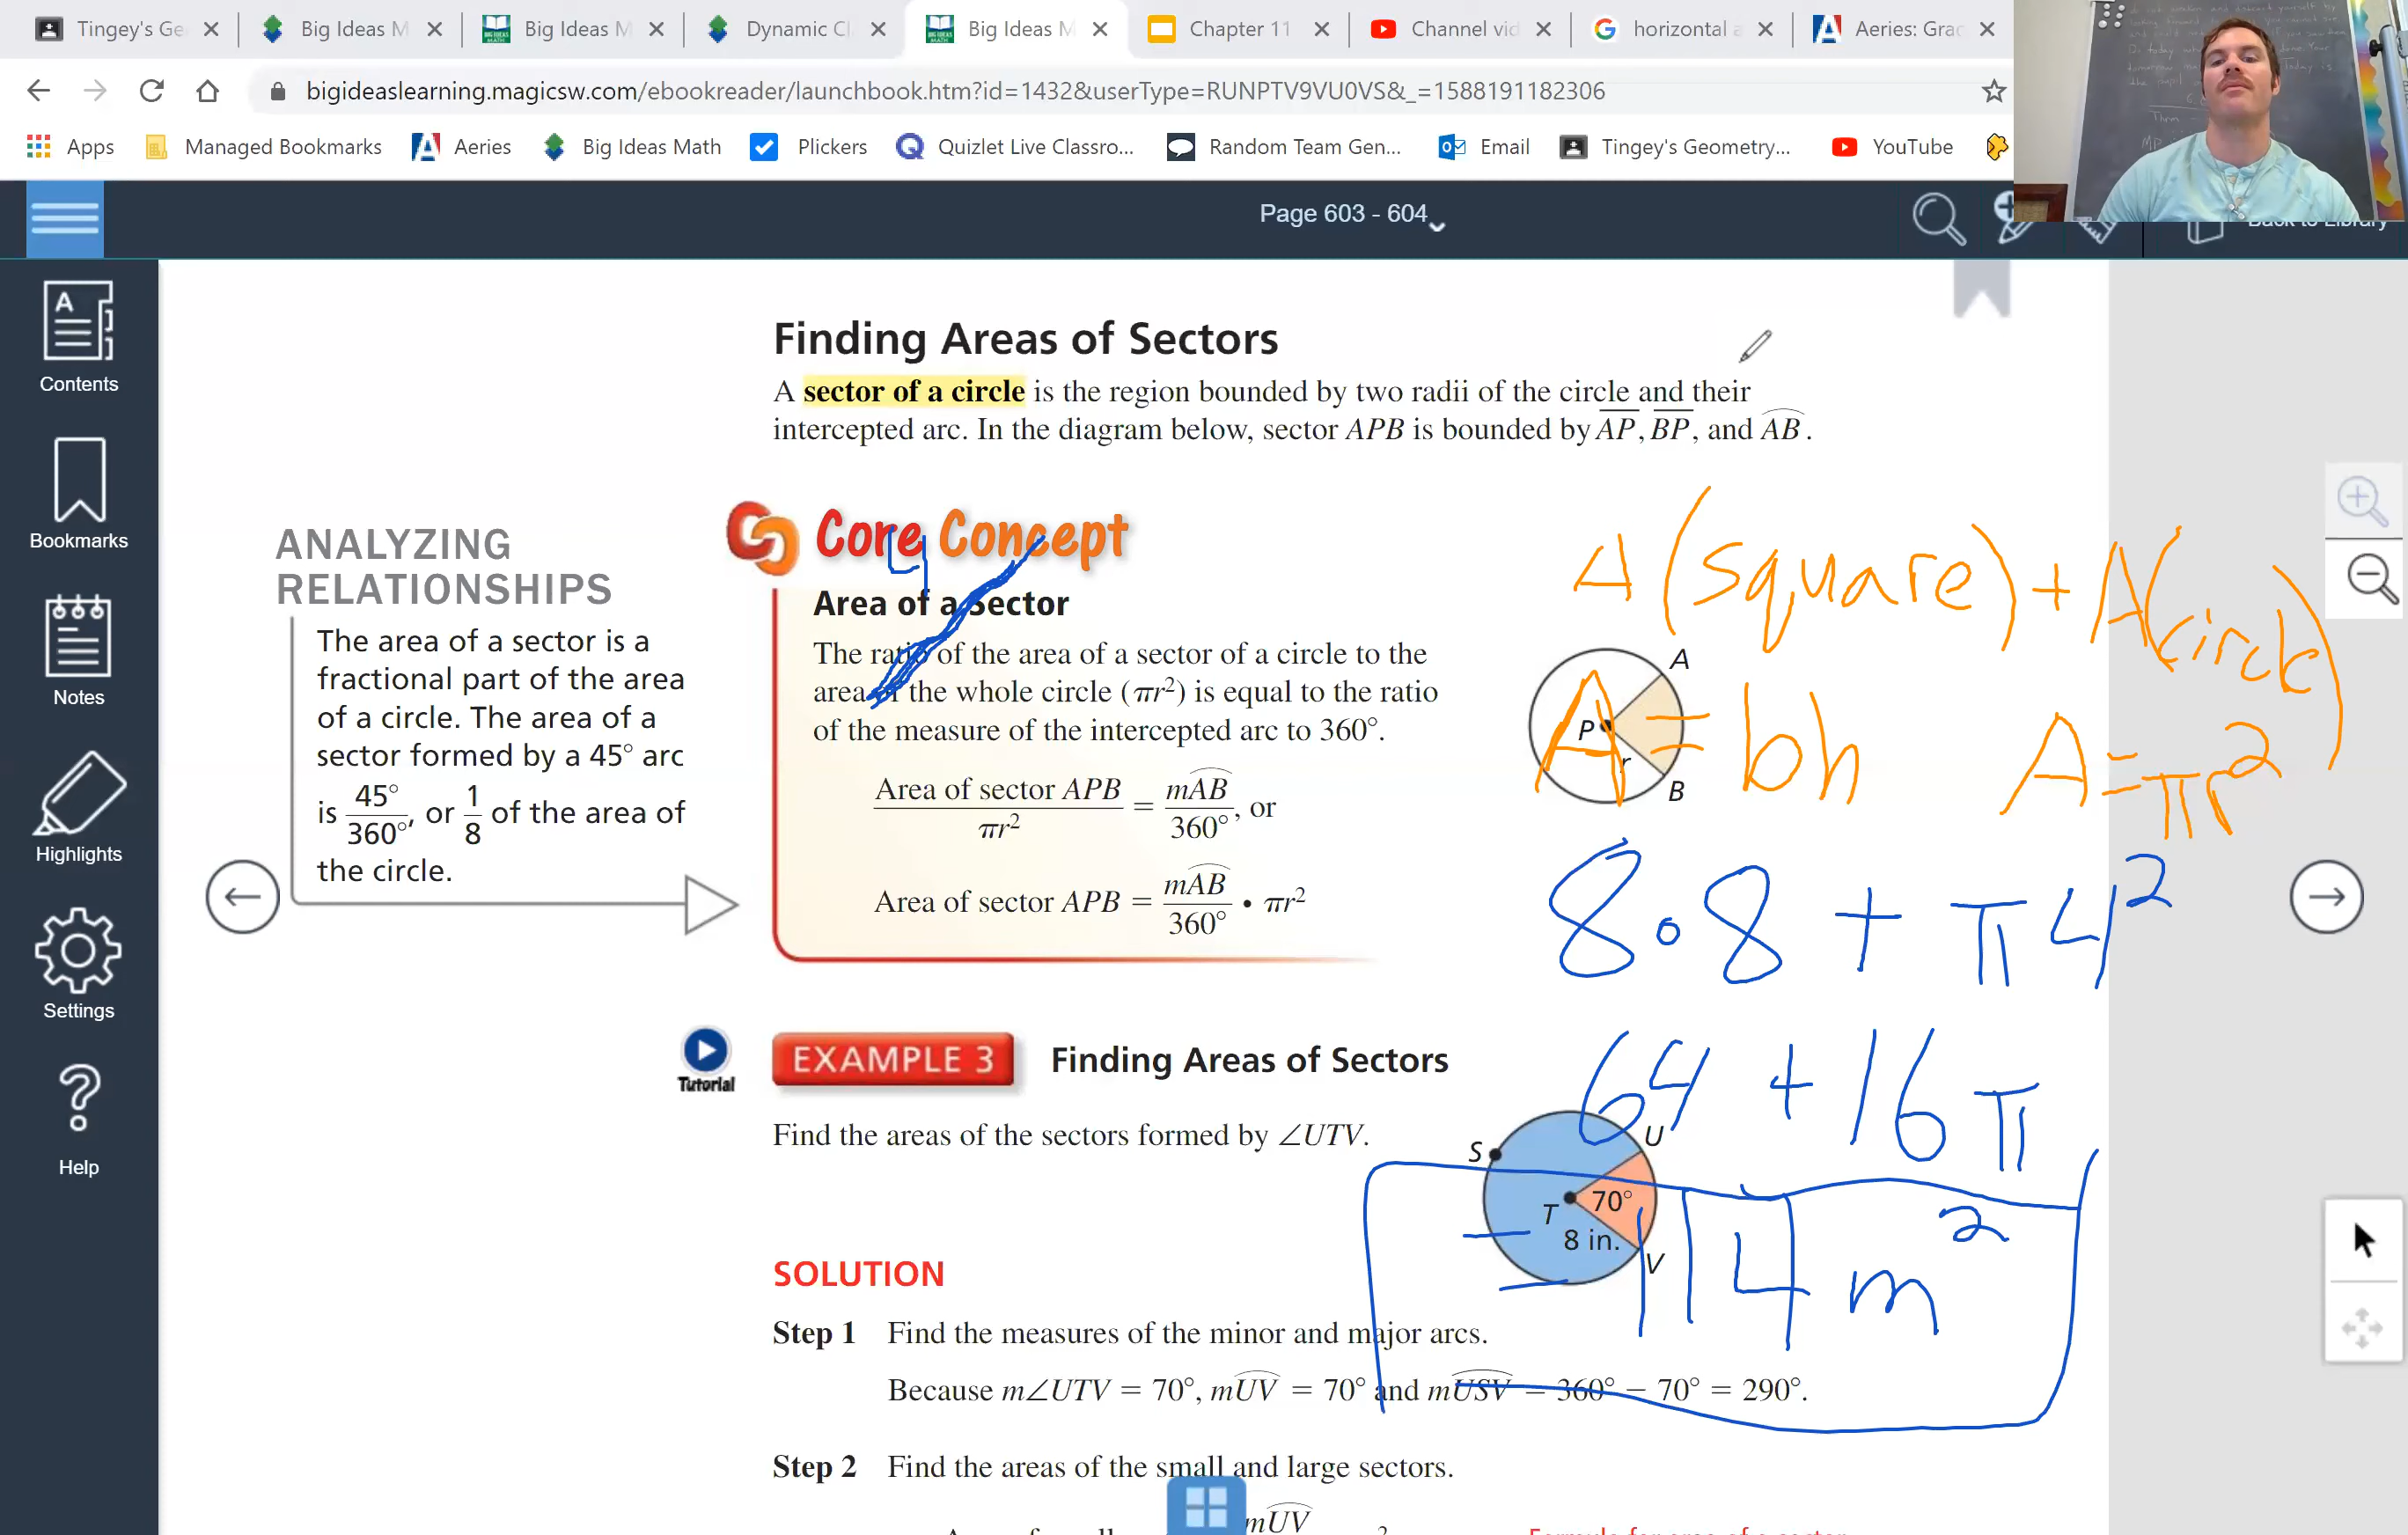 Tingey's Ge
Big Ideas M
Big Ideas M
Dynamic Cl
Big Ideas M
Chapter 11
Channel vid
horizontal a
Aeries: Grad
bigideaslearning.magicsw.com/ebookreader/launchbook.htm?id=1432&userType=RUNPTV9VU0VS&_=1588191182306
Apps
Managed Bookmarks
Aeries
Big Ideas Math
Plickers
Quizlet Live Classro...
Random Team Gen...
Email
Tingey's Geometry...
YouTube
Page 603 - 604
Back to Library
Contents
Bookmarks
Notes
Highlights
Settings
Help
Finding Areas of Sectors
A sector of a circle is the region bounded by two radii of the circle and their
intercepted arc. In the diagram below, sector APB is bounded by AP, BP, and AB.
ANALYZING
RELATIONSHIPS
The area of a sector is a
fractional part of the area
of a circle. The area of a
sector formed by a 45° arc
is 45°/360°, or 1/8 of the area of
the circle.
Core Concept
4
Area of a Sector
The ratio of the area of a sector of a circle to the
area of the whole circle (πr²) is equal to the ratio
of the measure of the intercepted arc to 360°.
Area of sector APB/πr² = mAB/360°, or
Area of sector APB = mAB/360° • πr²
A
P
r
B
A(square) + A(circle)
A = bh
A = πr²
8·8 + π4²
64 + 16π
= 114 m²
Tutorial
EXAMPLE 3
Finding Areas of Sectors
Find the areas of the sectors formed by ∠UTV.
S
U
T
70°
8 in.
V
SOLUTION
Step 1 Find the measures of the minor and major arcs.
Because m∠UTV = 70°, mUV = 70° and mUSV = 360° − 70° = 290°.
Step 2 Find the areas of the small and large sectors.
mUV